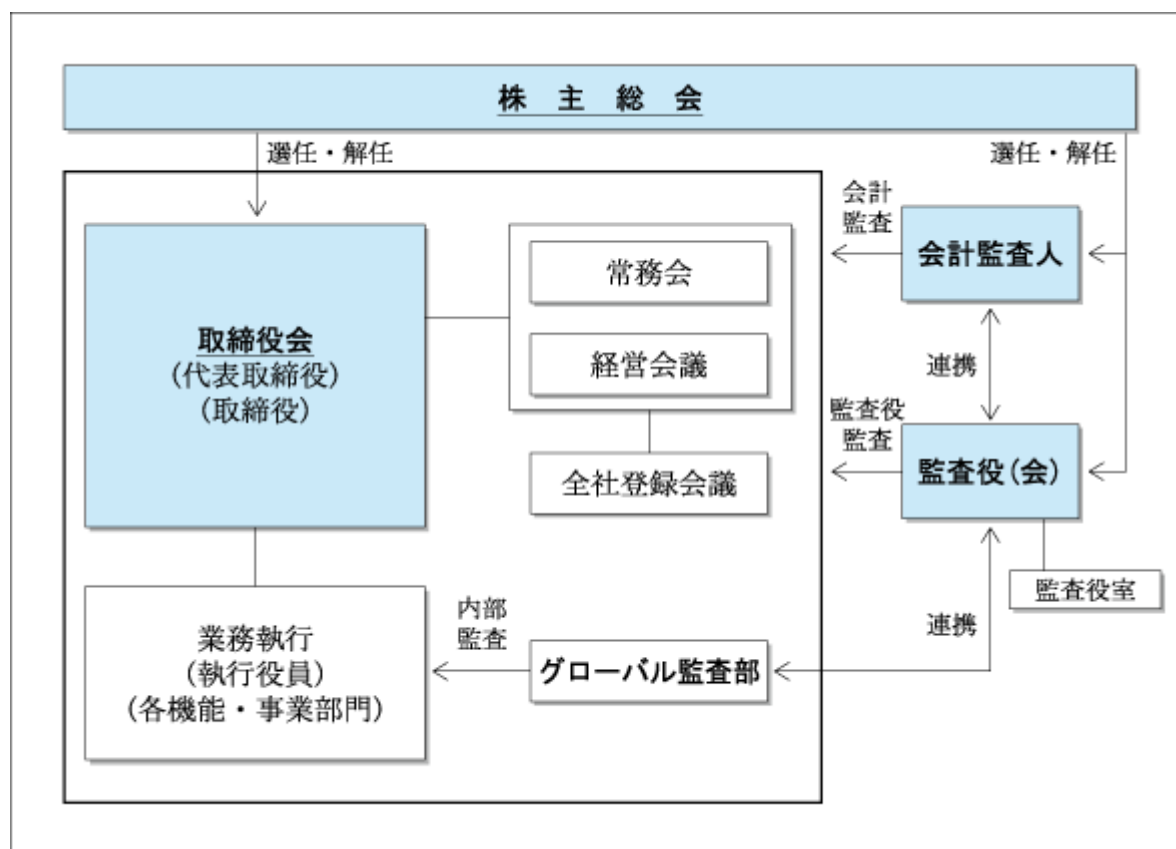 株主総会
選任・解任
選任・解任
会計
監査
会計監査人
常務会
取締役会
(代表取締役)
(取締役)
経営会議
連携
監査役
監査
監査役(会)
全社登録会議
監査役室
業務執行
(執行役員)
(各機能・事業部門)
内部
監査
グローバル監査部
連携